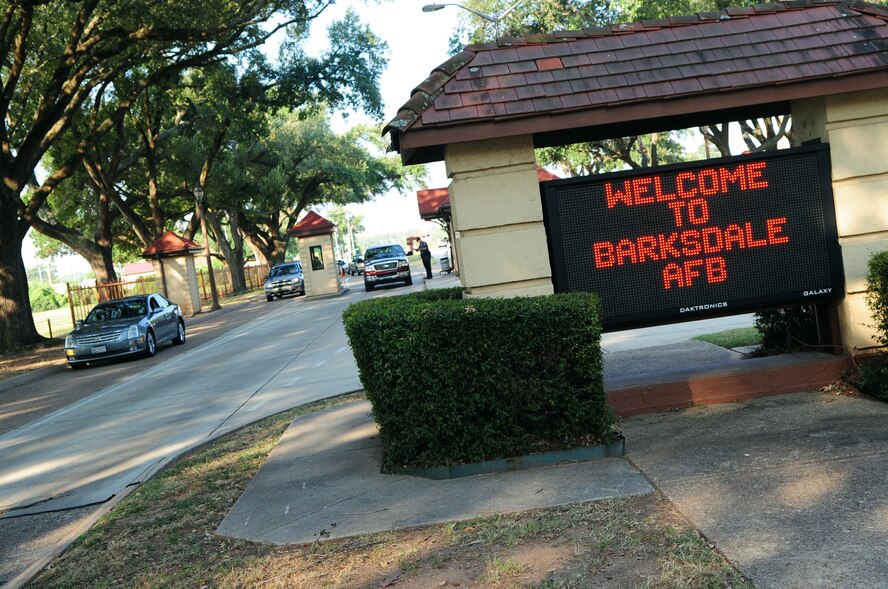 WELCOME
TO
BARKSDALE
AFB
DAKTRONICS GALAXY